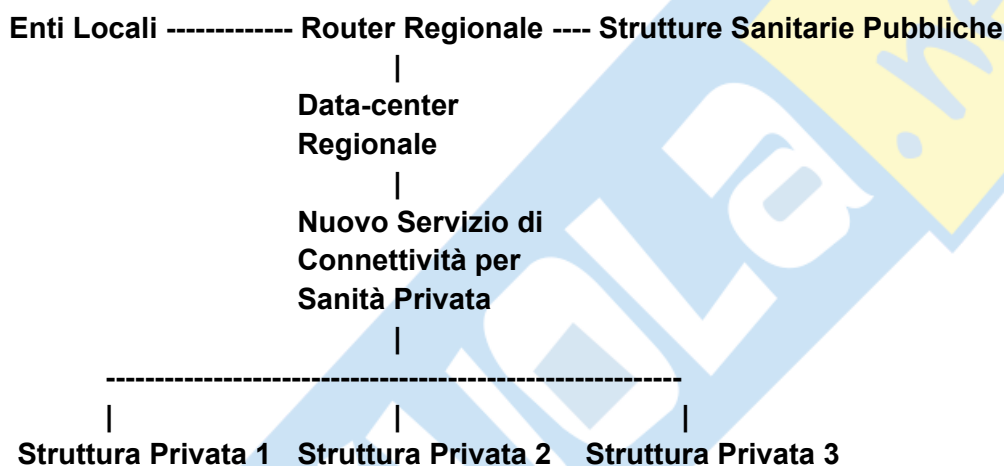 Enti Locali ------------- Router Regionale ---- Strutture Sanitarie Pubbliche
|
Data-center
Regionale
|
Nuovo Servizio di
Connettività per
Sanità Privata
|
-----------------------------------------------------------
| | |
Struttura Privata 1 Struttura Privata 2 Struttura Privata 3